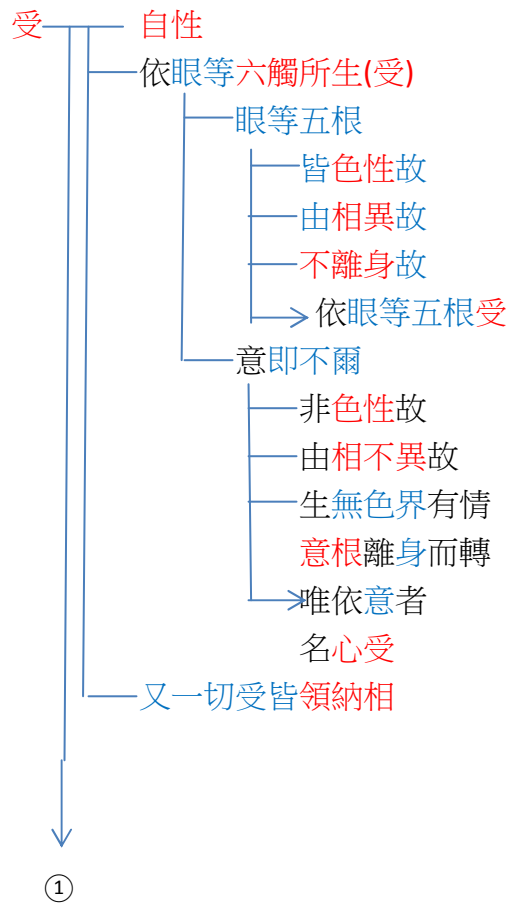 受 自性
依眼等六觸所生(受)
眼等五根
皆色性故
由相異故
不離身故
依眼等五根受
意即不爾
非色性故
由相不異故
生無色界有情
意根離身而轉
唯依意者
名心受
又一切受皆領納相
①